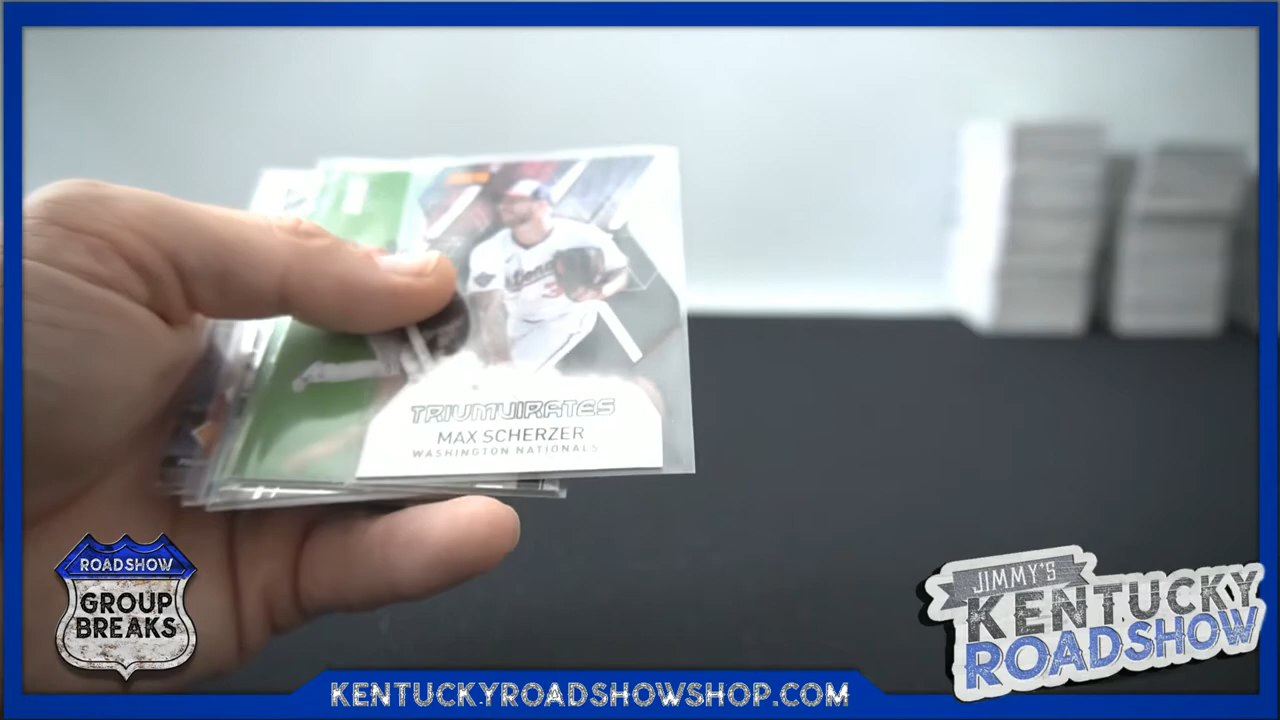 TRIUMVIRATES
MAX SCHERZER
WASHINGTON NATIONALS
ROADSHOW
GROUP
BREAKS
JIMMY'S
KENTUCKY
ROADSHOW
KENTUCKYROADSHOWSHOP.COM